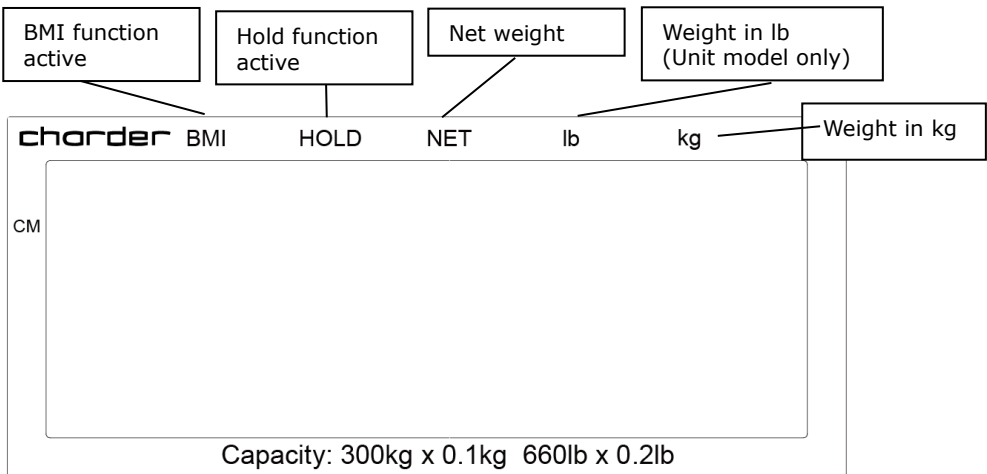 BMI function
active
Hold function
active
Net weight
Weight in lb
(Unit model only)
charder BMI HOLD NET lb kg
Weight in kg
CM
Capacity: 300kg x 0.1kg 660lb x 0.2lb